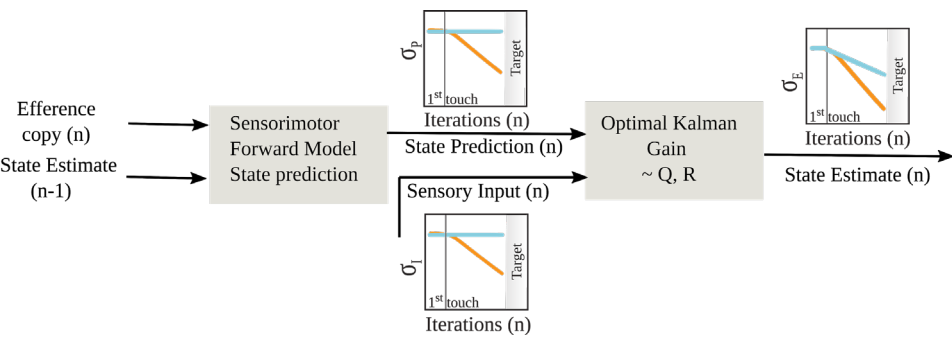 Efference
copy (n)
State Estimate
(n-1)
Sensorimotor
Forward Model
State prediction
σP
1st touch
Target
Iterations (n)
State Prediction (n)
Sensory Input (n)
σI
1st touch
Target
Iterations (n)
Optimal Kalman
Gain
~ Q, R
σE
1st touch
Target
Iterations (n)
State Estimate (n)